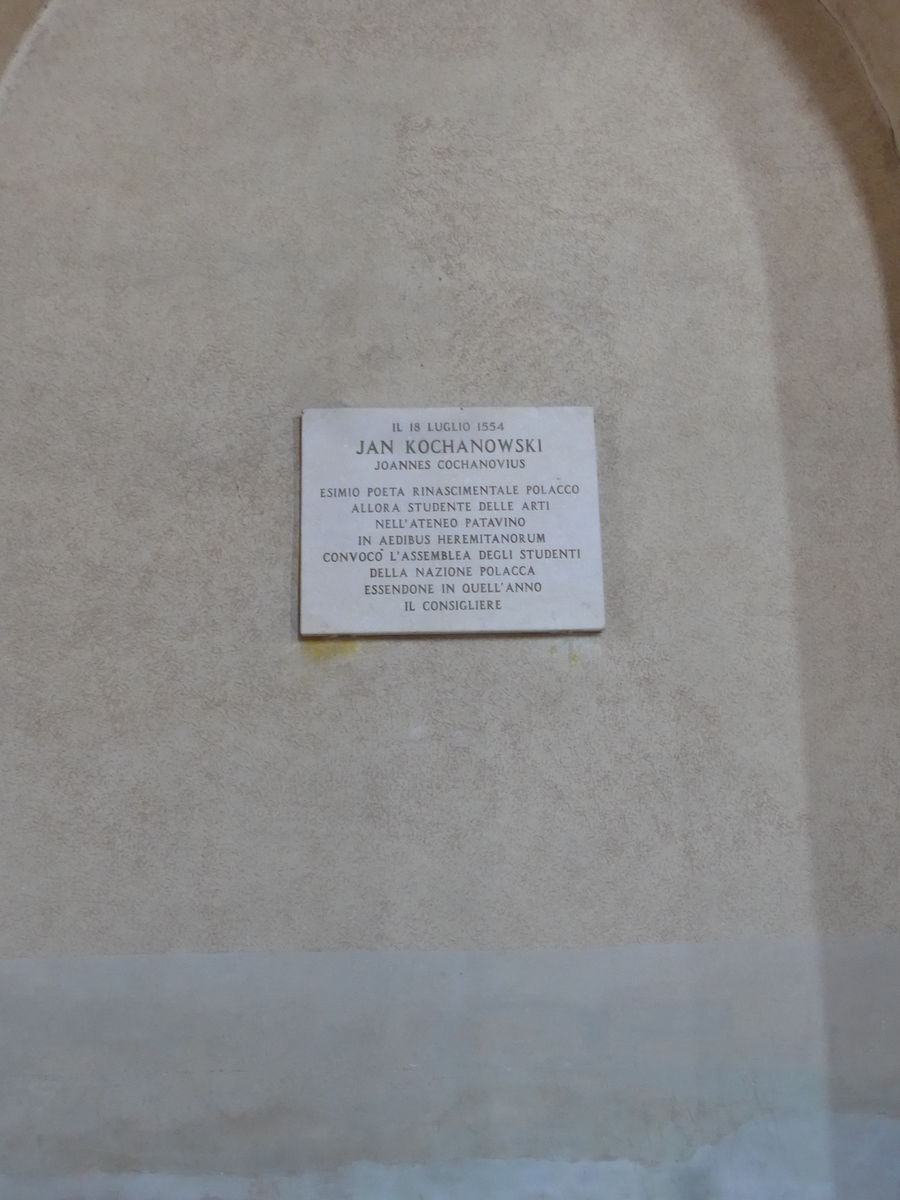 IL 18 LUGLIO 1554
JAN KOCHANOWSKI
JOANNES COCHANOVIUS
ESIMIO POETA RINASCIMENTALE POLACCO
ALLORA STUDENTE DELLE ARTI
NELL'ATENEO PATAVINO
IN AEDIBUS HEREMITANORUM
CONVOCÒ L'ASSEMBLEA DEGLI STUDENTI
DELLA NAZIONE POLACCA
ESSENDONE IN QUELL'ANNO
IL CONSIGLIERE